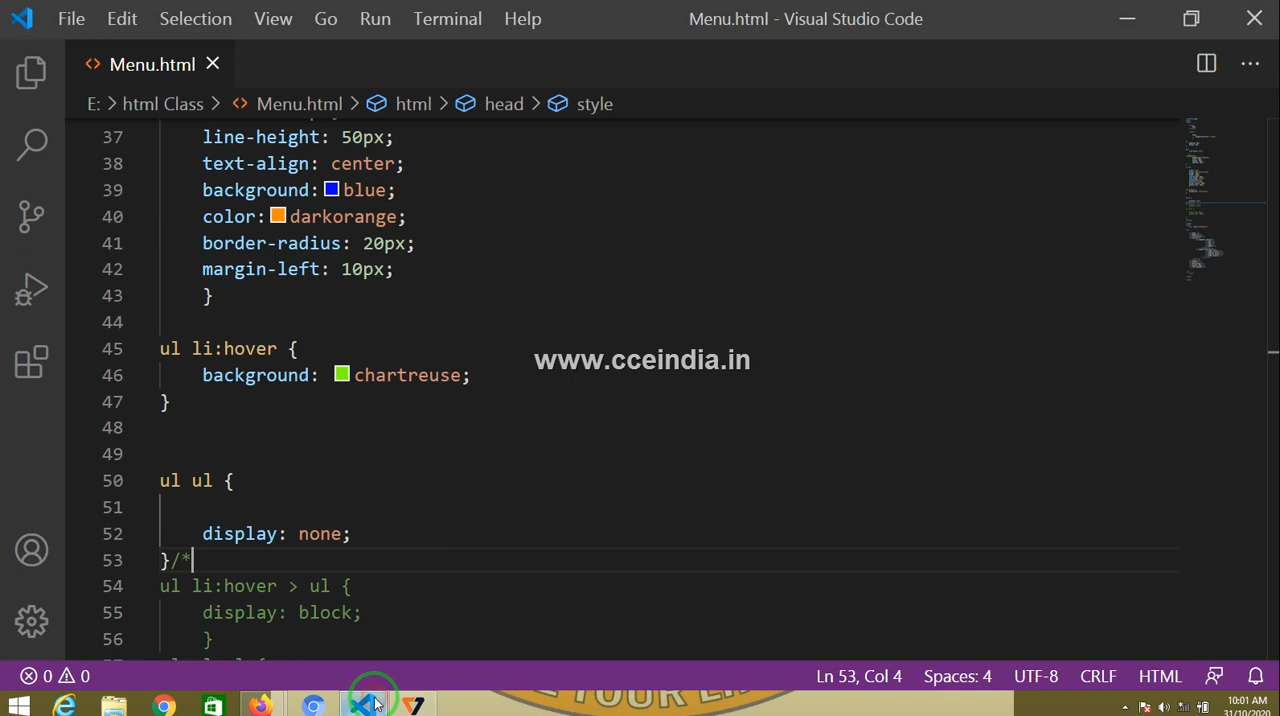 File Edit Selection View Go Run Terminal Help Menu.html - Visual Studio Code
Menu.html
E: > html Class > Menu.html > html > head > style
37 line-height: 50px;
38 text-align: center;
39 background: blue;
40 color: darkorange;
41 border-radius: 20px;
42 margin-left: 10px;
43 }
44
45 ul li:hover {
46 background: chartreuse;
47 }
48
49
50 ul ul {
51
52 display: none;
53 }/*
54 ul li:hover > ul {
55 display: block;
56 }
www.cceindia.in
0 0 Ln 53, Col 4 Spaces: 4 UTF-8 CRLF HTML
10:01 AM
31/10/2020